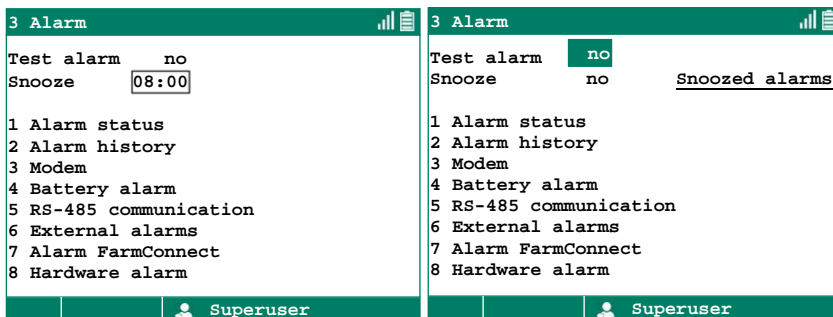 3 Alarm
Test alarm no
Snooze 08:00
1 Alarm status
2 Alarm history
3 Modem
4 Battery alarm
5 RS-485 communication
6 External alarms
7 Alarm FarmConnect
8 Hardware alarm
Superuser
3 Alarm
Test alarm no
Snooze no Snoozed alarms
1 Alarm status
2 Alarm history
3 Modem
4 Battery alarm
5 RS-485 communication
6 External alarms
7 Alarm FarmConnect
8 Hardware alarm
Superuser